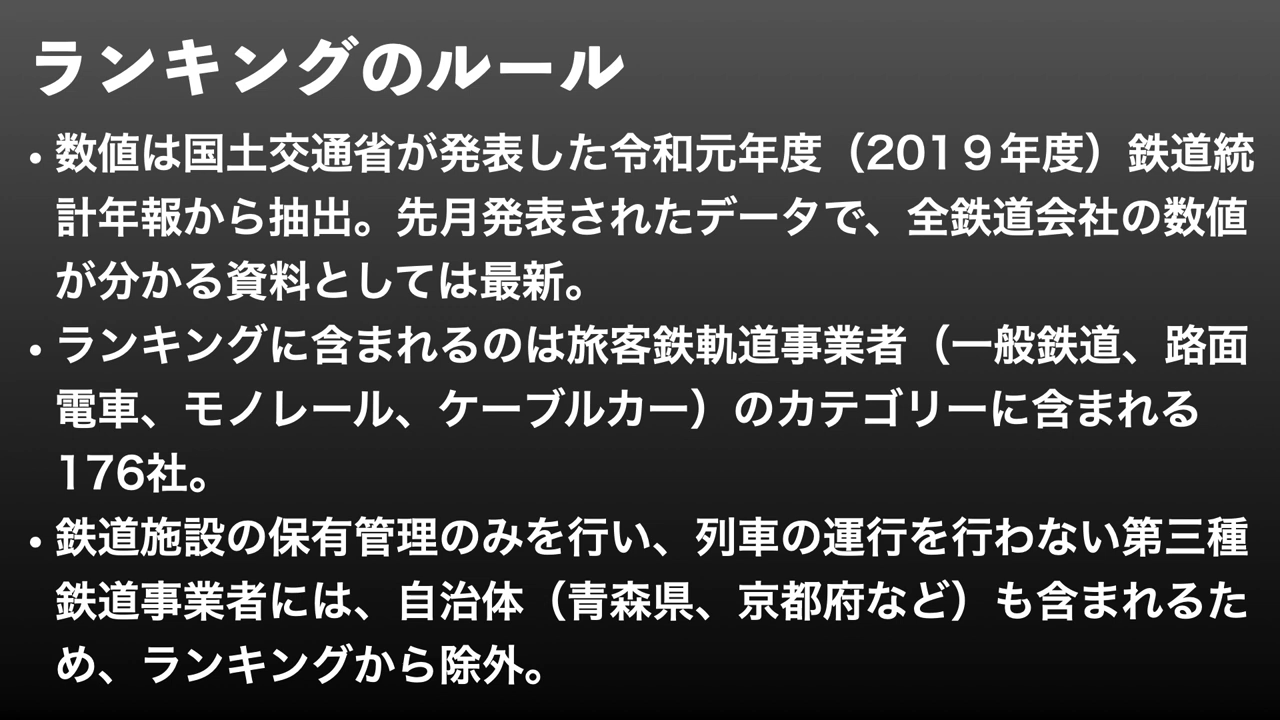 ランキングのルール
• 数値は国土交通省が発表した令和元年度（201９年度）鉄道統
計年報から抽出。先月発表されたデータで、全鉄道会社の数値
が分かる資料としては最新。
• ランキングに含まれるのは旅客鉄軌道事業者（一般鉄道、路面
電車、モノレール、ケーブルカー）のカテゴリーに含まれる
176社。
• 鉄道施設の保有管理のみを行い、列車の運行を行わない第三種
鉄道事業者には、自治体（青森県、京都府など）も含まれるた
め、ランキングから除外。